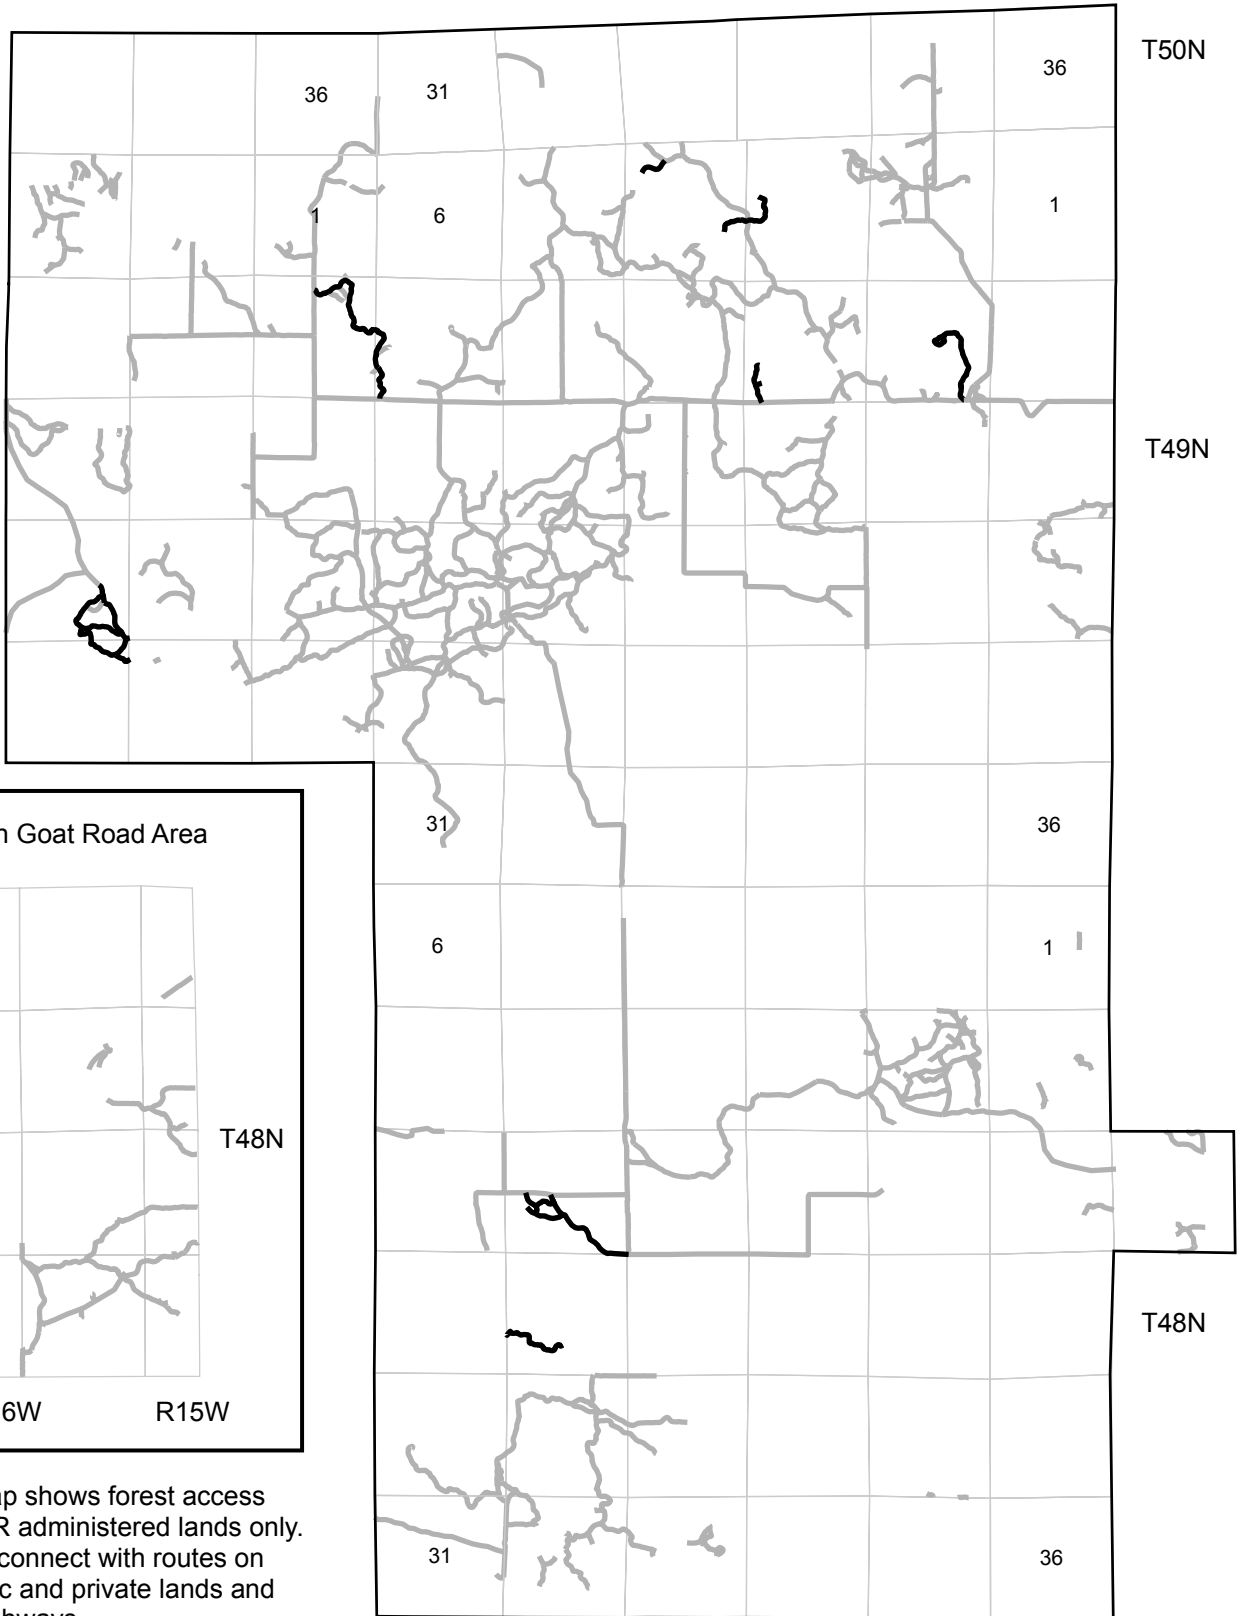 T50N
36
31
36
1
6
1
T49N
31
36
Goat Road Area
6
1
T48N
T48N
6W
R15W
shows forest access
administered lands only.
connect with routes on
and private lands and
31
36